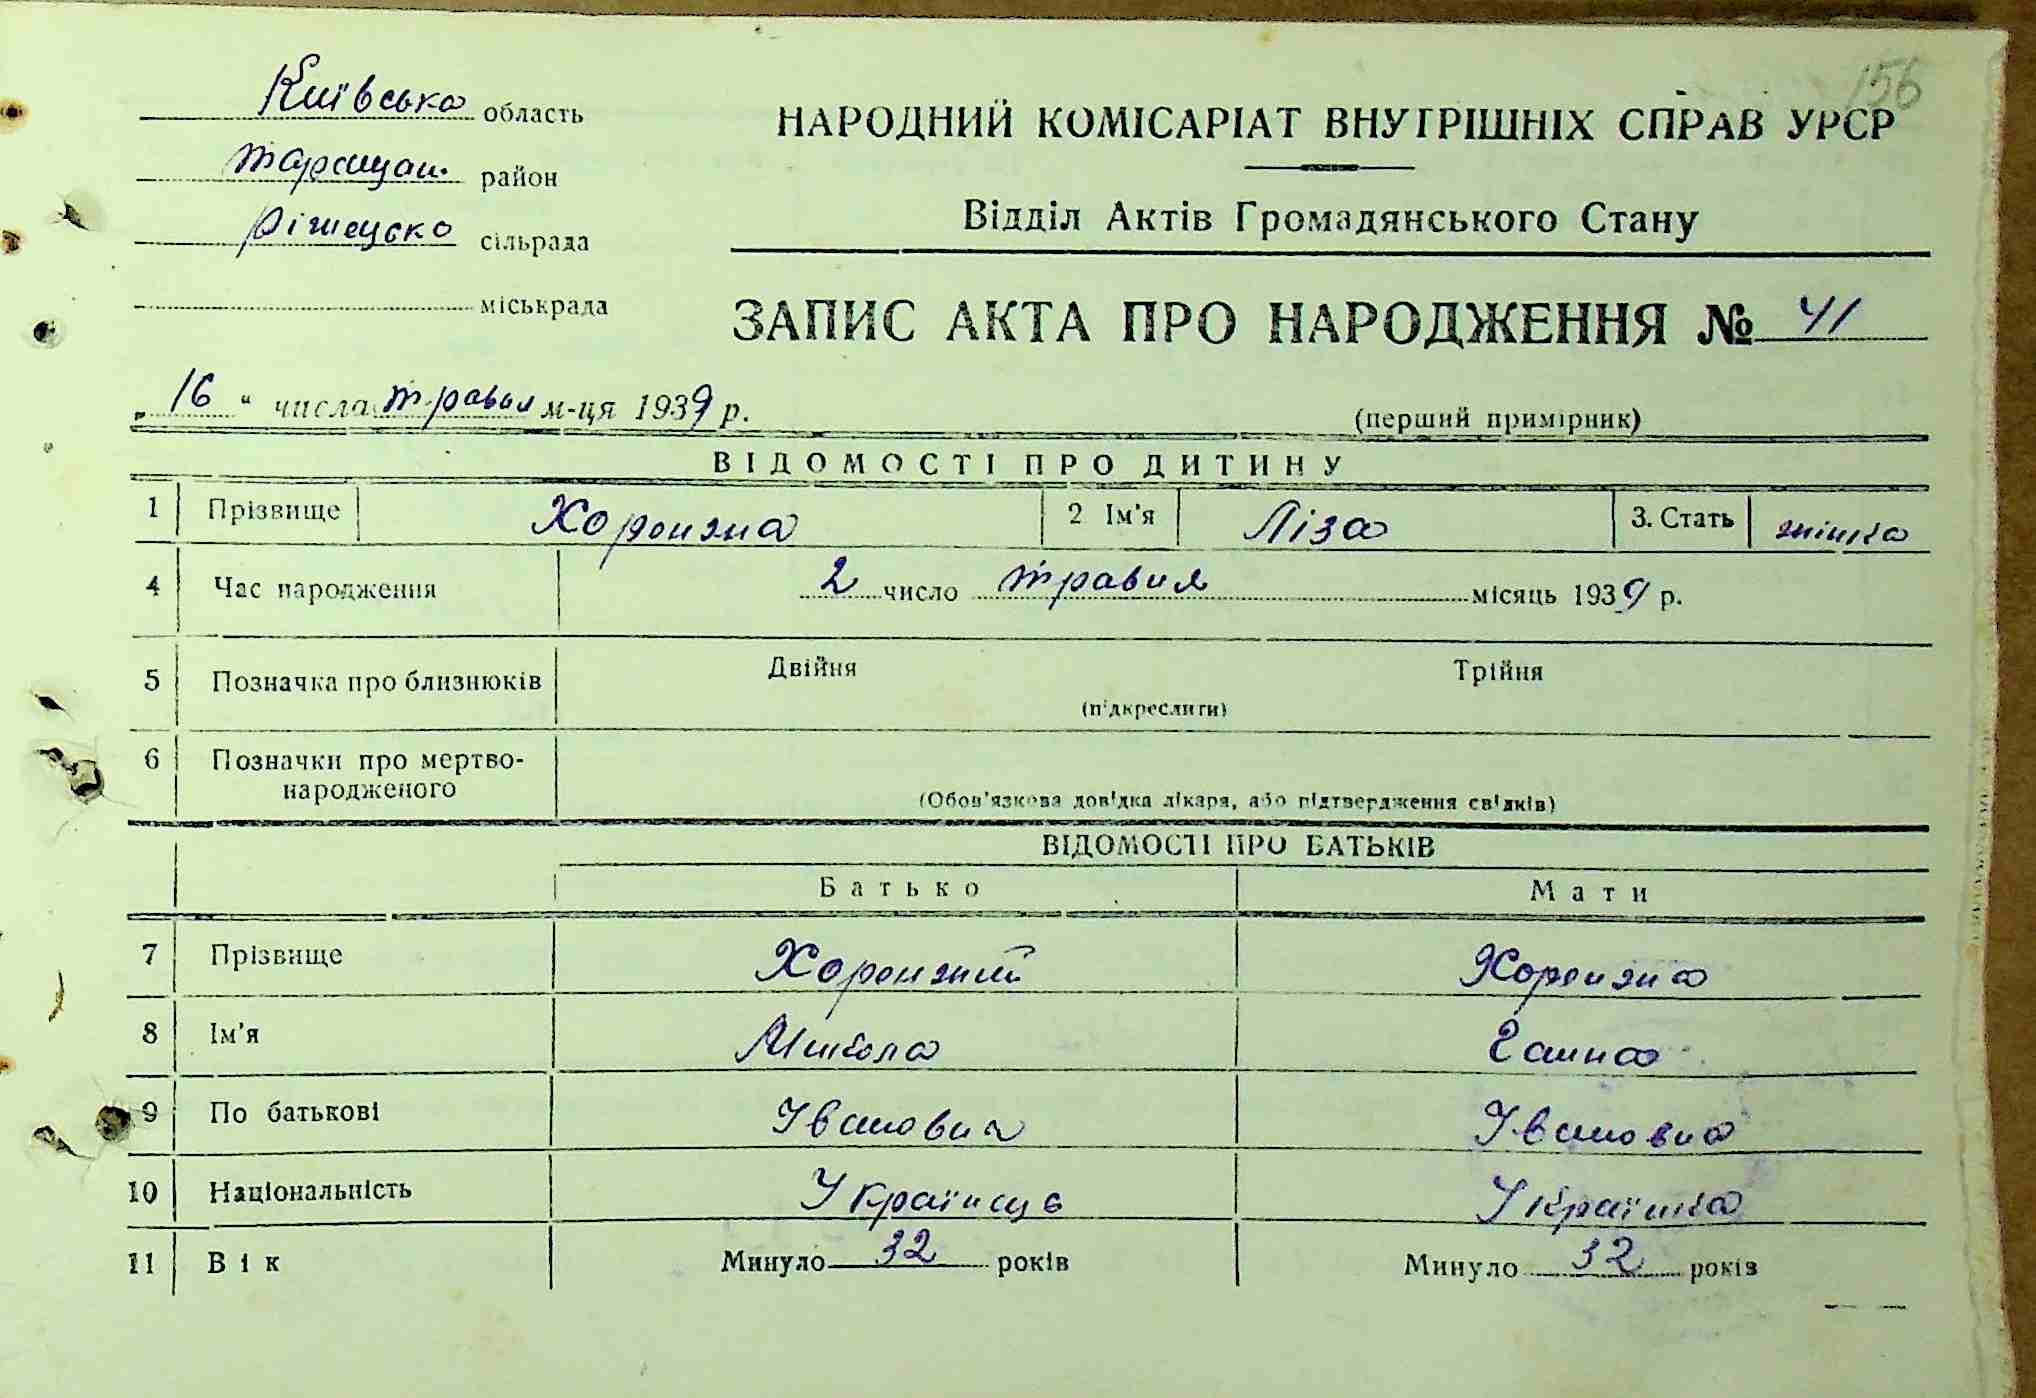 156
Київська область
Таращан. район
сільрада
міськрада
НАРОДНИЙ КОМІСАРІАТ ВНУТРІШНІХ СПРАВ УРСР
Відділ Актів Громадянського Стану
ЗАПИС АКТА ПРО НАРОДЖЕННЯ № 41
„16“ числа травня м-ця 1939 р.
(перший примірник)
ВІДОМОСТІ ПРО ДИТИНУ
1 Прізвище Хоронжа 2 Ім'я Ліза 3. Стать жінка
4 Час народження 2 число травня місяць 1939 р.
5 Позначка про близнюків Двійня Трійня
(підкреслити)
6 Позначки про мертво-
народженого
(Обов'язкова довідка лікаря, або підтвердження свідків)
ВІДОМОСТІ ПРО БАТЬКІВ
Батько Мати
7 Прізвище Хоронжий Хоронжа
8 Ім'я Микола Ганна
9 По батькові Іванович Івановна
10 Національність Українець Українка
11 Вік Минуло 32 років Минуло 32 років